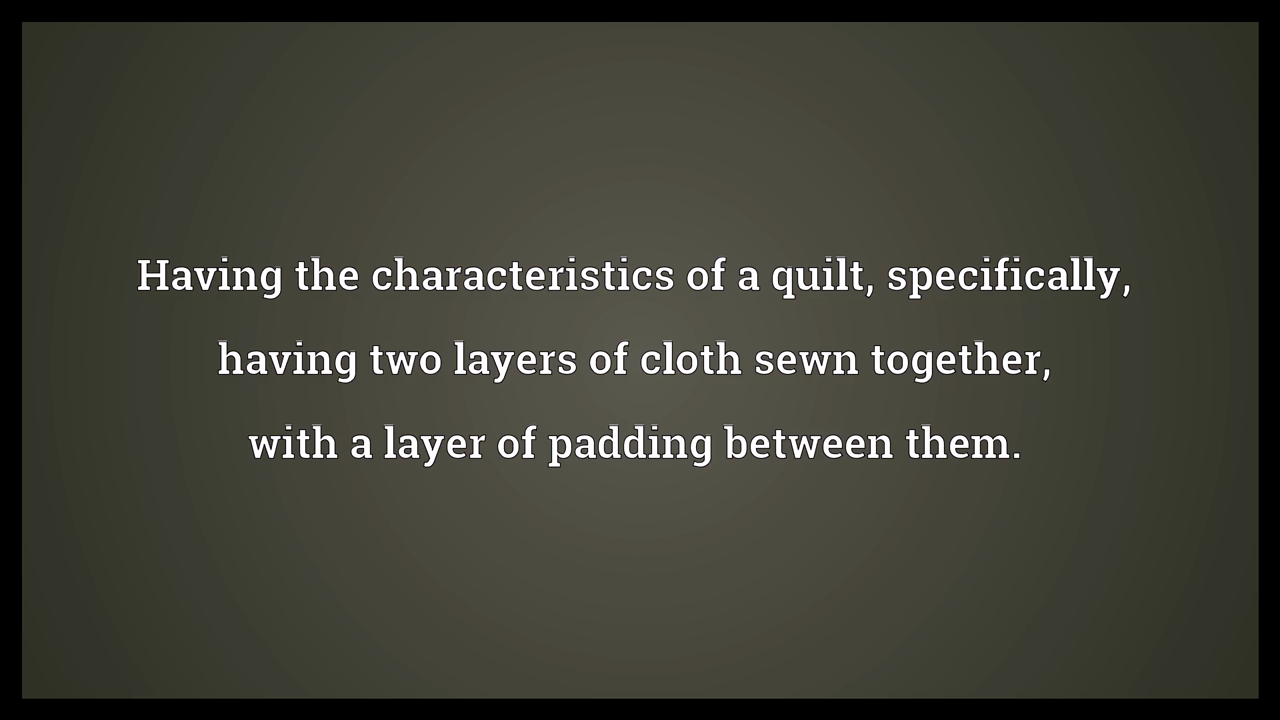 Having the characteristics of a quilt, specifically,
having two layers of cloth sewn together,
with a layer of padding between them.